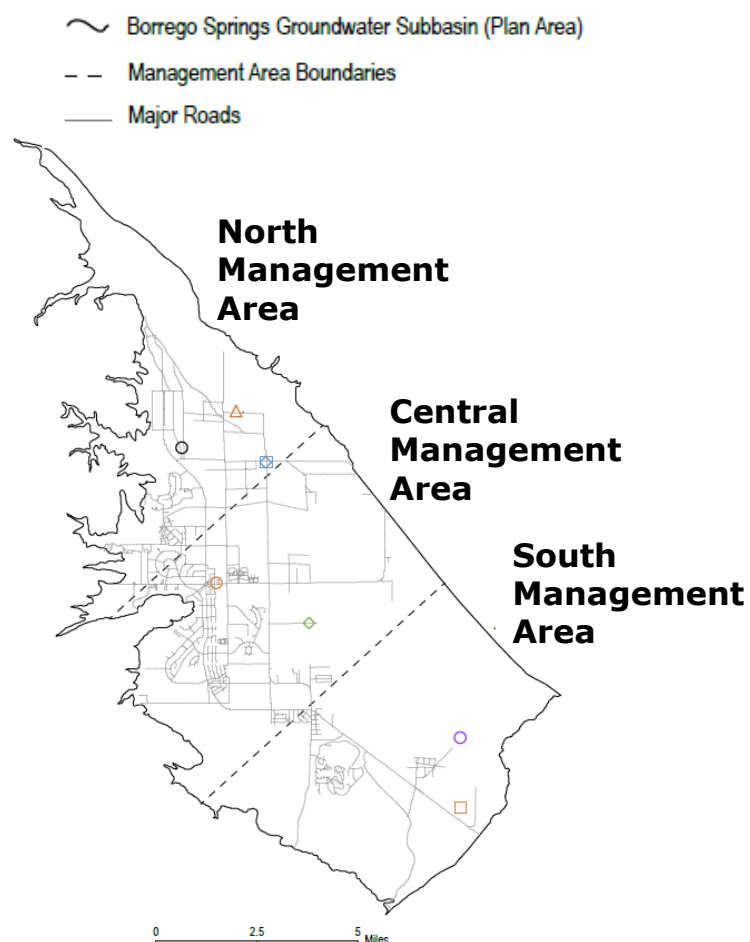 Borrego Springs Groundwater Subbasin (Plan Area)
Management Area Boundaries
Major Roads
North
Management
Area
Central
Management
Area
South
Management
Area
0 2.5 5
Miles